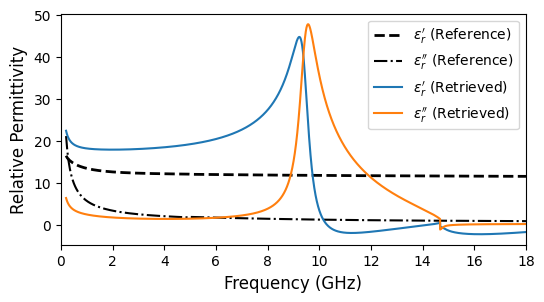 50
40
30
20
10
0
Relative Permittivity
ε′r (Reference)
ε″r (Reference)
ε′r (Retrieved)
ε″r (Retrieved)
0 2 4 6 8 10 12 14 16 18
Frequency (GHz)